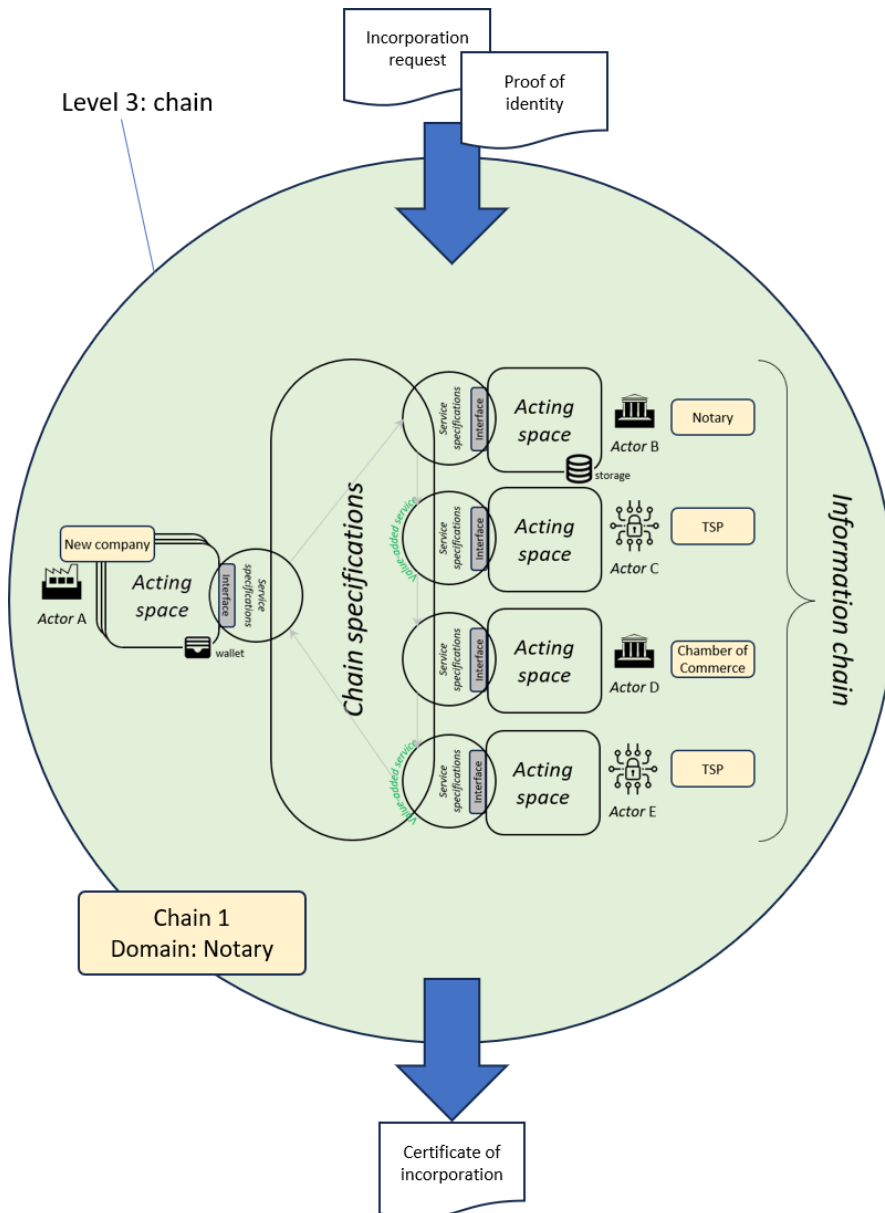 Incorporation
request
Proof of
identity
Level 3: chain
Service
specifications
Interface
Acting
space
storage
Actor B
Notary
Value-added service
Service
specifications
Interface
Acting
space
Actor C
TSP
New company
Acting
space
Actor A
wallet
Interface
Service
specifications
Chain specifications
Service
specifications
Interface
Acting
space
Actor D
Chamber of
Commerce
Value-added service
Service
specifications
Interface
Acting
space
Actor E
TSP
Information chain
Chain 1
Domain: Notary
Certificate of
incorporation